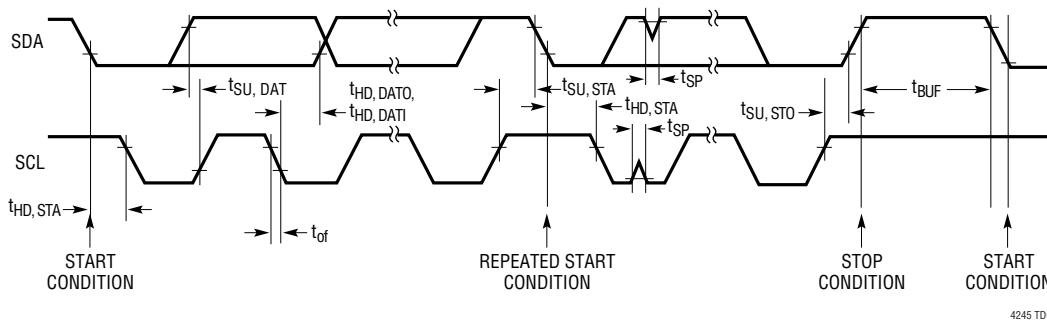 SDA
tSU, DAT
tHD, DATO,
tHD, DATI
tSU, STA
tHD, STA
tSP
tSP
tSU, STO
tBUF
SCL
tHD, STA
tof
START
CONDITION
REPEATED START
CONDITION
STOP
CONDITION
START
CONDITION
4245 TD